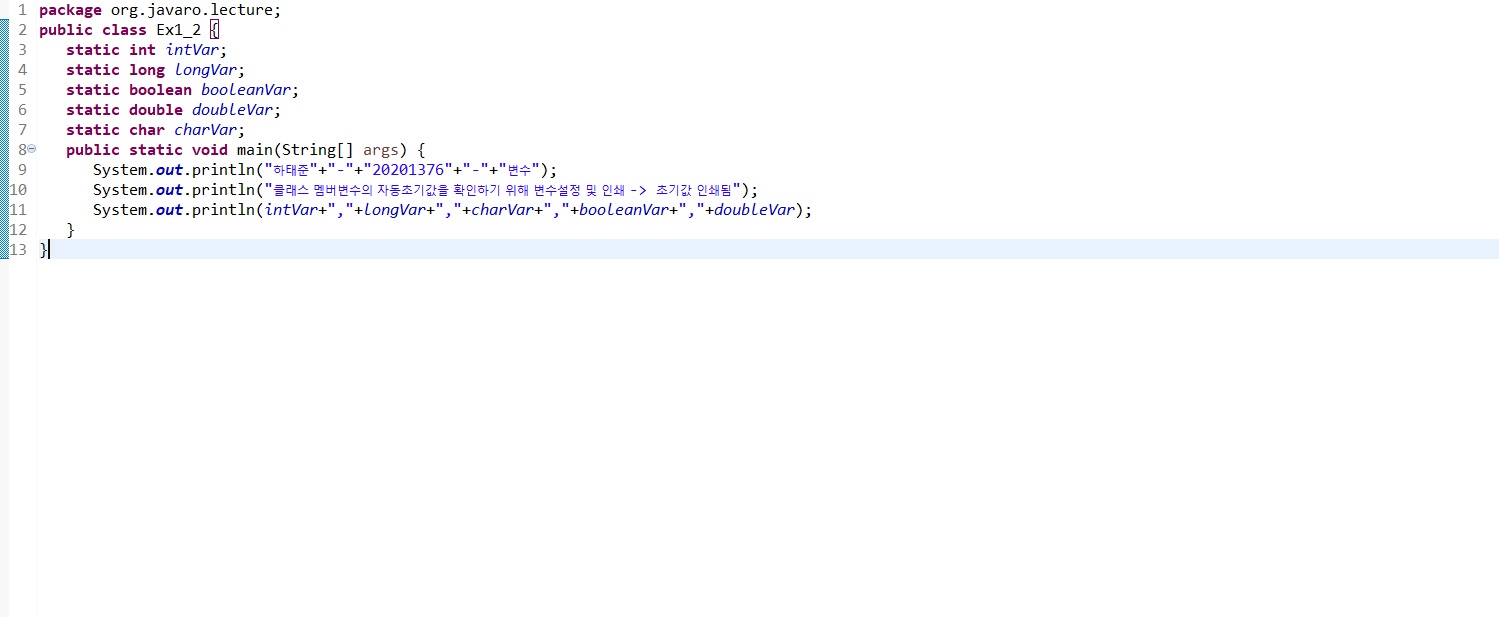 1 package org.javaro.lecture;
2 public class Ex1_2 {
3 static int intVar;
4 static long longVar;
5 static boolean booleanVar;
6 static double doubleVar;
7 static char charVar;
8 public static void main(String[] args) {
9 System.out.println("하태준"+"-"+"20201376"+"-"+"변수");
10 System.out.println("클래스 멤버변수의 자동초기값을 확인하기 위해 변수설정 및 인쇄 -> 초기값 인쇄됨");
11 System.out.println(intVar+","+longVar+","+charVar+","+booleanVar+","+doubleVar);
12 }
13 }